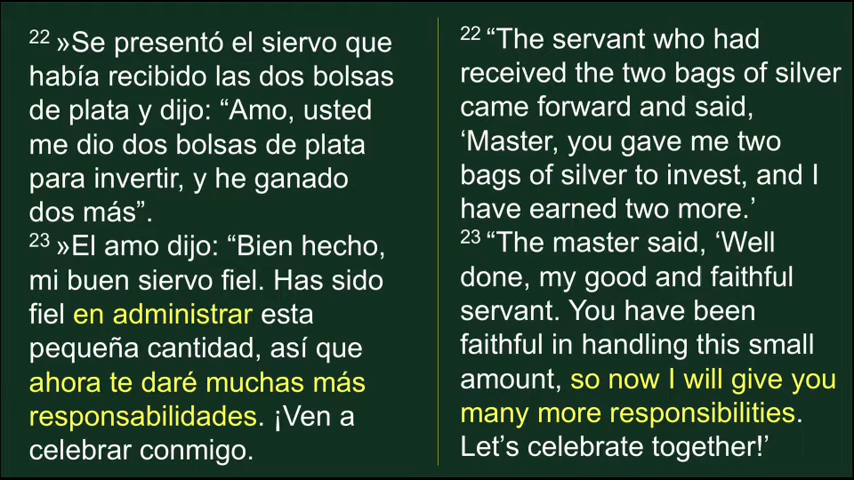 22 »Se presentó el siervo que
había recibido las dos bolsas
de plata y dijo: “Amo, usted
me dio dos bolsas de plata
para invertir, y he ganado
dos más”.
23 »El amo dijo: “Bien hecho,
mi buen siervo fiel. Has sido
fiel en administrar esta
pequeña cantidad, así que
ahora te daré muchas más
responsabilidades. ¡Ven a
celebrar conmigo.
22 “The servant who had
received the two bags of silver
came forward and said,
‘Master, you gave me two
bags of silver to invest, and I
have earned two more.’
23 “The master said, ‘Well
done, my good and faithful
servant. You have been
faithful in handling this small
amount, so now I will give you
many more responsibilities.
Let’s celebrate together!’